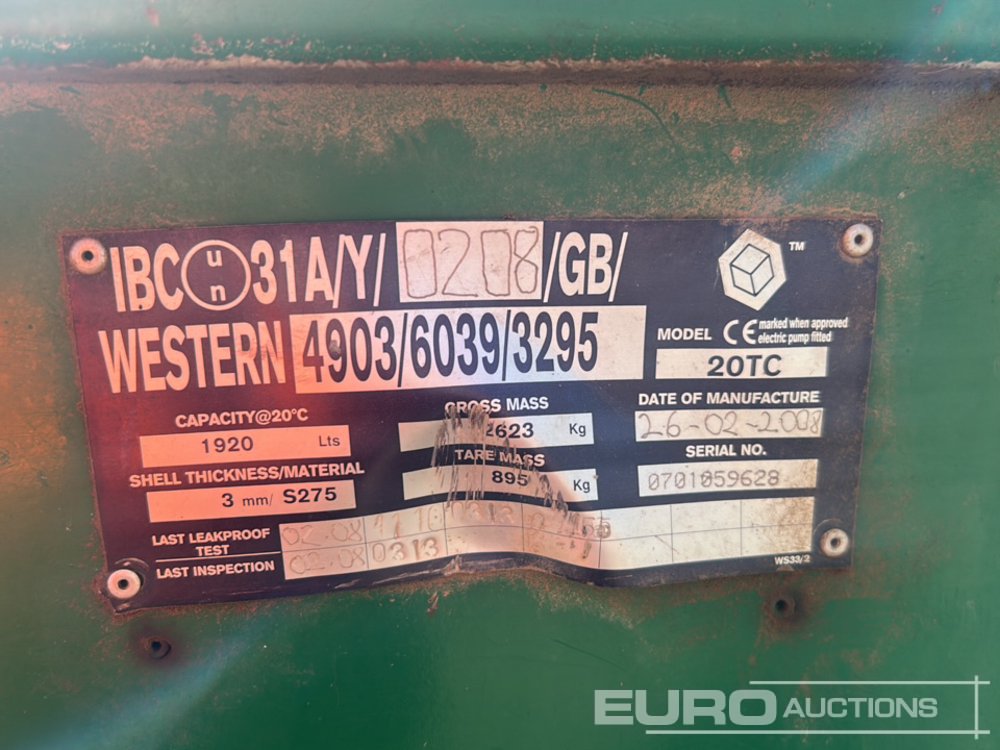 IBC un 31A/Y/ 0208 /GB/ TM
WESTERN 4903/6039/3295
MODEL CE marked when approved
electric pump fitted
20TC
CAPACITY@20°C GROSS MASS DATE OF MANUFACTURE
1920 Lts 2623 Kg 26-02-2008
SHELL THICKNESS/MATERIAL TARE MASS SERIAL NO.
3 mm/ S275 895 Kg 0701059628
LAST LEAKPROOF
TEST
02.08 0313
LAST INSPECTION
02.08 0313
WS33/2
EURO AUCTIONS